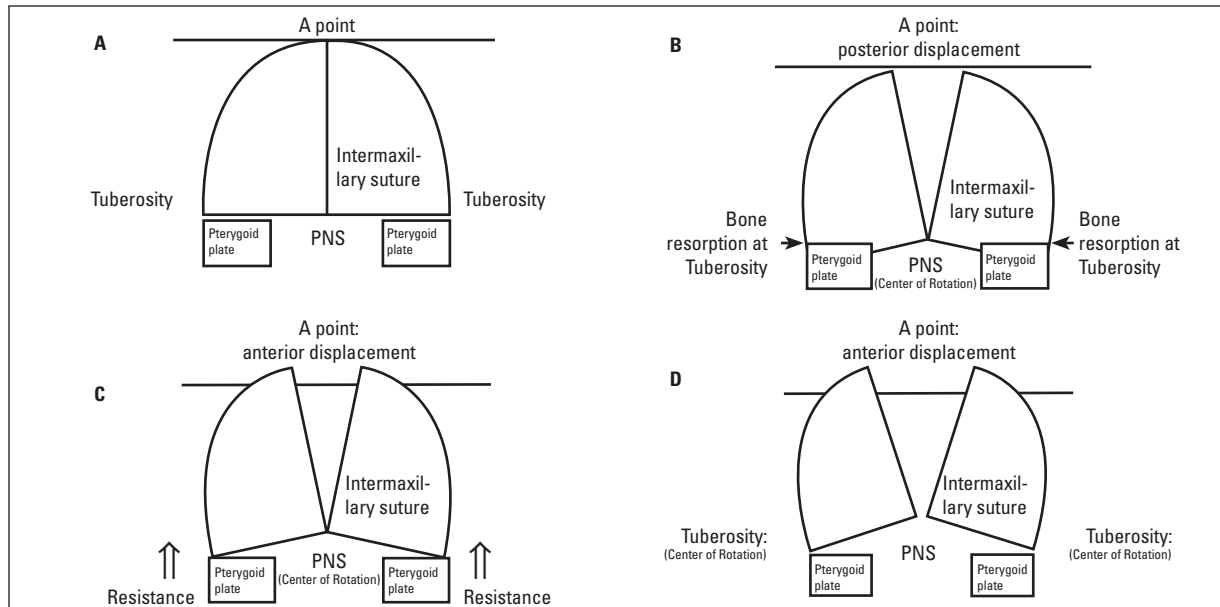 A
A point
Intermaxil-
lary suture
Tuberosity
Tuberosity
Pterygoid
plate
PNS
Pterygoid
plate
B
A point:
posterior displacement
Intermaxil-
lary suture
Bone
resorption at
Tuberosity
Bone
resorption at
Tuberosity
Pterygoid
plate
PNS
(Center of Rotation)
Pterygoid
plate
C
A point:
anterior displacement
Intermaxil-
lary suture
Resistance
Pterygoid
plate
PNS
(Center of Rotation)
Pterygoid
plate
Resistance
D
A point:
anterior displacement
Intermaxil-
lary suture
Tuberosity:
(Center of Rotation)
Tuberosity:
(Center of Rotation)
PNS
Pterygoid
plate
Pterygoid
plate